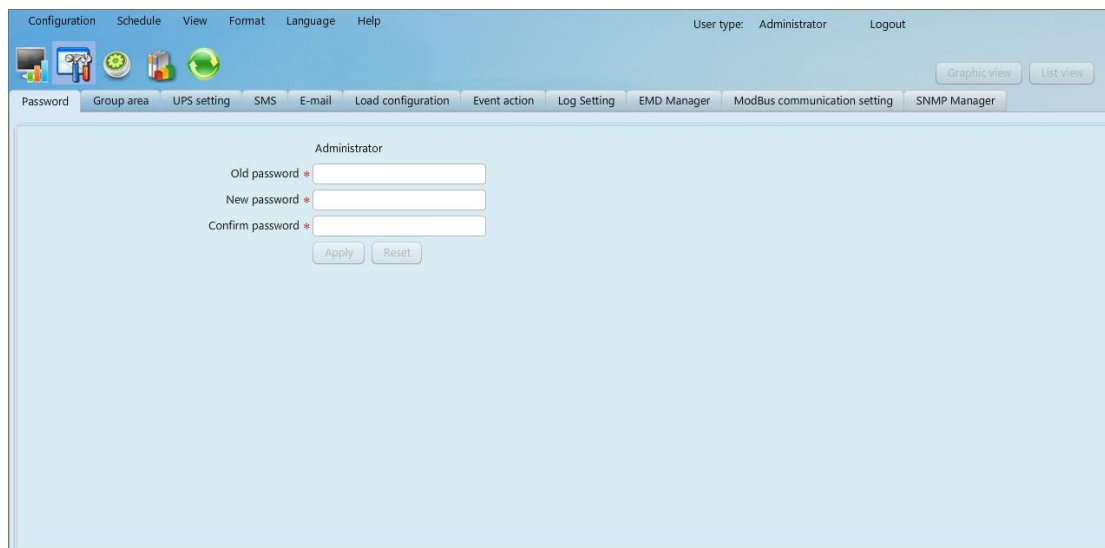 Configuration Schedule View Format Language Help User type: Administrator Logout
Graphic view List view
Password Group area UPS setting SMS E-mail Load configuration Event action Log Setting EMD Manager ModBus communication setting SNMP Manager
Administrator
Old password *
New password *
Confirm password *
Apply Reset